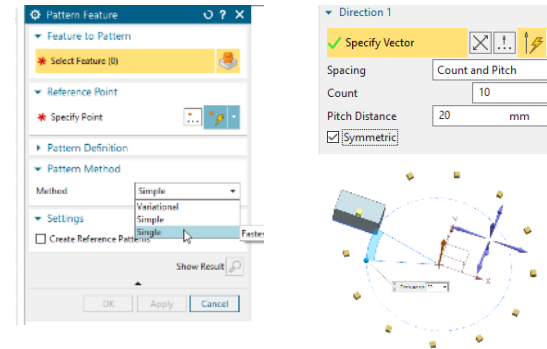 Pattern Feature
Feature to Pattern
Select Feature (0)
Reference Point
Specify Point
Pattern Definition
Pattern Method
Method Simple
Variational
Simple
Single
Settings
Create Reference Patterns
Fastes
Show Result
OK Apply Cancel
Direction 1
Specify Vector
Spacing Count and Pitch
Count 10
Pitch Distance 20 mm
Symmetric
Y
X